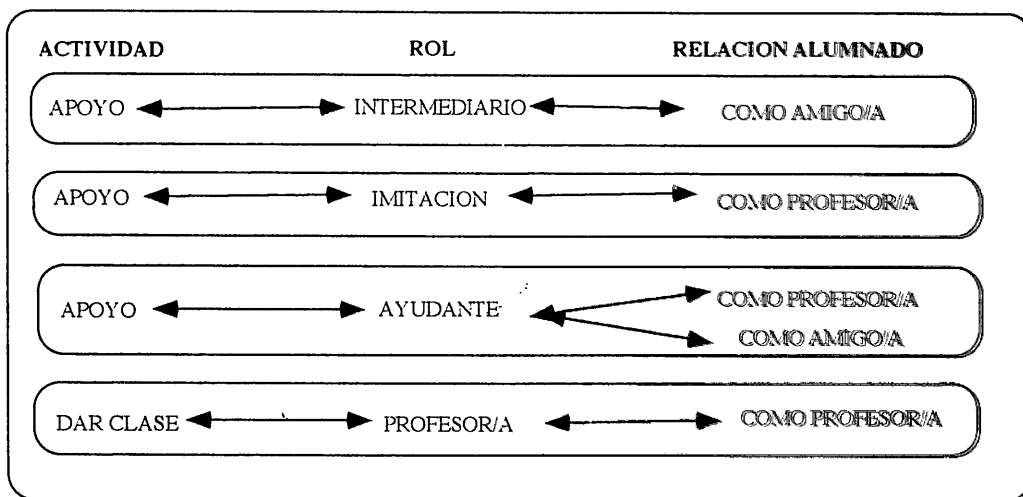 ACTIVIDAD ROL RELACION ALUMNADO
APOYO INTERMEDIARIO COMO AMIGO/A
APOYO IMITACION COMO PROFESOR/A
APOYO AYUDANTE COMO PROFESOR/A
COMO AMIGO/A
DAR CLASE PROFESOR/A COMO PROFESOR/A